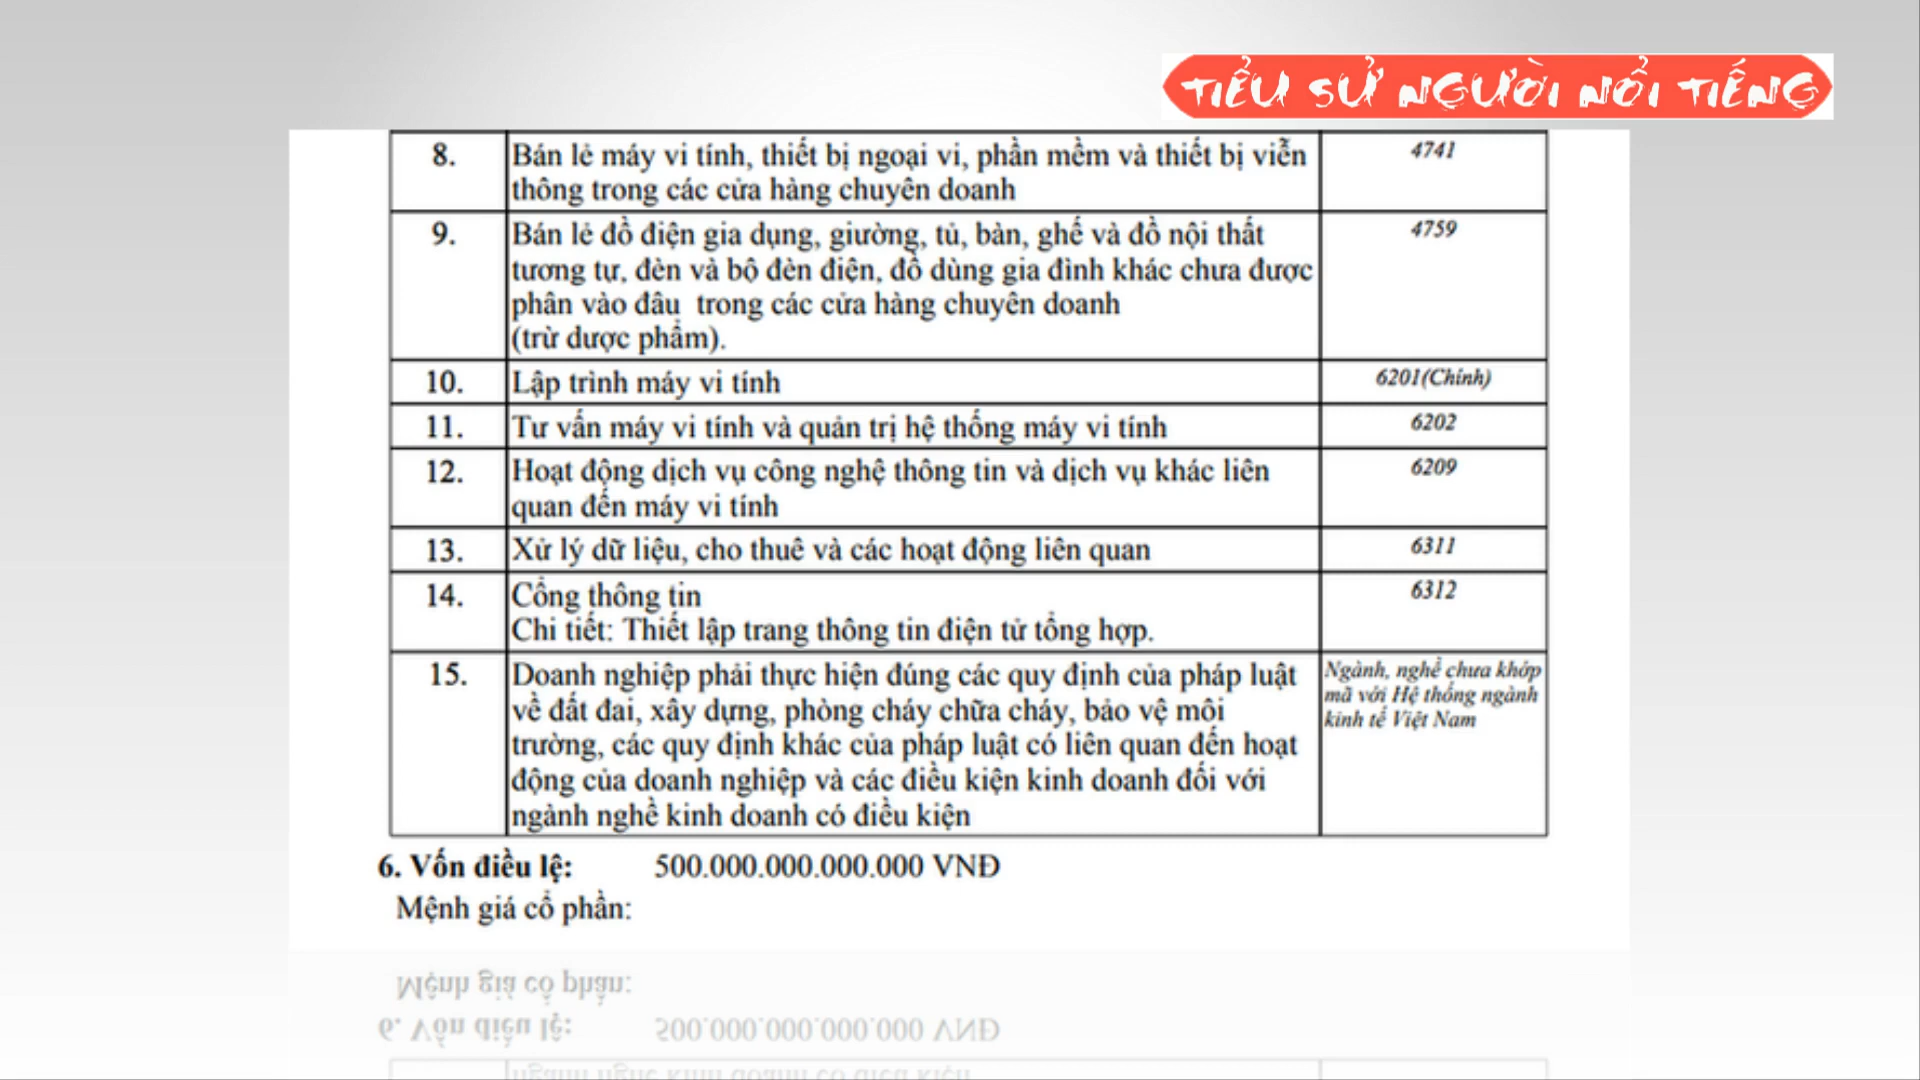 TIỂU SỬ NGƯỜI NỔI TIẾNG
8. Bán lẻ máy vi tính, thiết bị ngoại vi, phần mềm và thiết bị viễn 4741
thông trong các cửa hàng chuyên doanh
9. Bán lẻ đồ điện gia dụng, giường, tủ, bàn, ghế và đồ nội thất 4759
tương tự, đèn và bộ đèn điện, đồ dùng gia đình khác chưa được
phân vào đâu trong các cửa hàng chuyên doanh
(trừ dược phẩm).
10. Lập trình máy vi tính 6201(Chính)
11. Tư vấn máy vi tính và quản trị hệ thống máy vi tính 6202
12. Hoạt động dịch vụ công nghệ thông tin và dịch vụ khác liên 6209
quan đến máy vi tính
13. Xử lý dữ liệu, cho thuê và các hoạt động liên quan 6311
14. Cổng thông tin 6312
Chi tiết: Thiết lập trang thông tin điện tử tổng hợp.
15. Doanh nghiệp phải thực hiện đúng các quy định của pháp luật
về đất đai, xây dựng, phòng cháy chữa cháy, bảo vệ môi
trường, các quy định khác của pháp luật có liên quan đến hoạt
động của doanh nghiệp và các điều kiện kinh doanh đối với
ngành nghề kinh doanh có điều kiện
Ngành, nghề chưa khớp
mã với Hệ thống ngành
kinh tế Việt Nam
6. Vốn điều lệ: 500.000.000.000.000 VNĐ
Mệnh giá cổ phần: